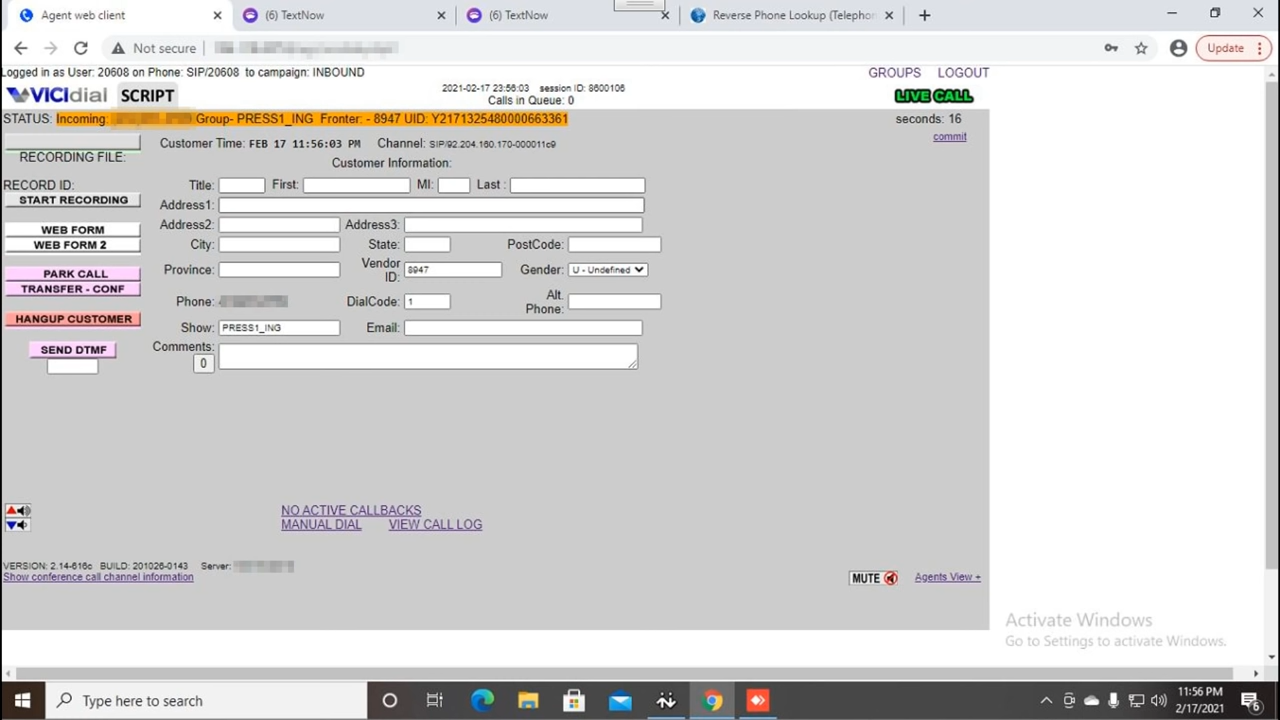 Agent web client
(6) TextNow
(6) TextNow
Reverse Phone Lookup (Telephon
Not secure
Update
Logged in as User: 20608 on Phone: SIP/20608 to campaign: INBOUND
GROUPS LOGOUT
VICIdial SCRIPT
2021-02-17 23:56:03 session ID: 8600106
Calls in Queue: 0
LIVE CALL
STATUS: Incoming: Group- PRESS1_ING Fronter: - 8947 UID: Y2171325480000663361
seconds: 16
commit
RECORDING FILE:
Customer Time: FEB 17 11:56:03 PM Channel: SIP/92.204.160.170-000011c9
Customer Information:
RECORD ID:
START RECORDING
Title: First: MI: Last :
Address1:
Address2: Address3:
WEB FORM
WEB FORM 2
City: State: PostCode:
PARK CALL
TRANSFER - CONF
Province: Vendor ID: 8947 Gender: U - Undefined
Phone: DialCode: 1 Alt. Phone:
HANGUP CUSTOMER
Show: PRESS1_ING Email:
SEND DTMF
Comments:
0
NO ACTIVE CALLBACKS
MANUAL DIAL VIEW CALL LOG
VERSION: 2.14-616c BUILD: 201026-0143 Server:
Show conference call channel information
MUTE Agents View +
Activate Windows
Go to Settings to activate Windows.
Type here to search
11:56 PM
2/17/2021
6